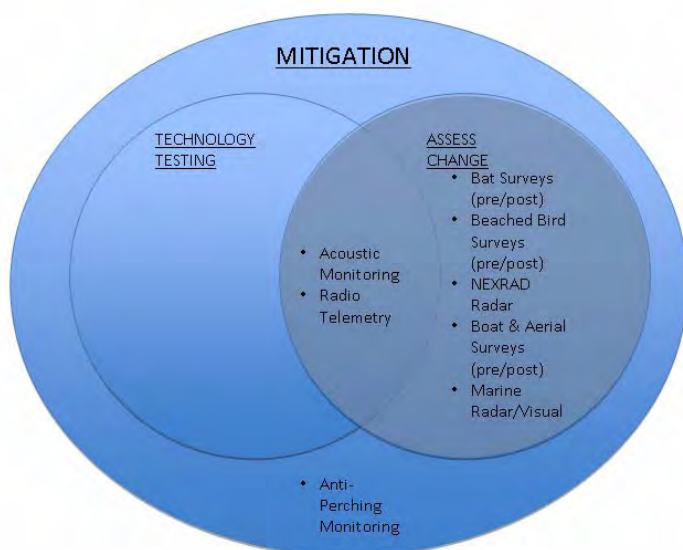 MITIGATION
TECHNOLOGY
TESTING
ASSESS
CHANGE
• Bat Surveys
(pre/post)
• Beached Bird
Surveys
(pre/post)
• NEXRAD
Radar
• Boat & Aerial
Surveys
(pre/post)
• Marine
Radar/Visual
• Acoustic
Monitoring
• Radio
Telemetry
• Anti-
Perching
Monitoring